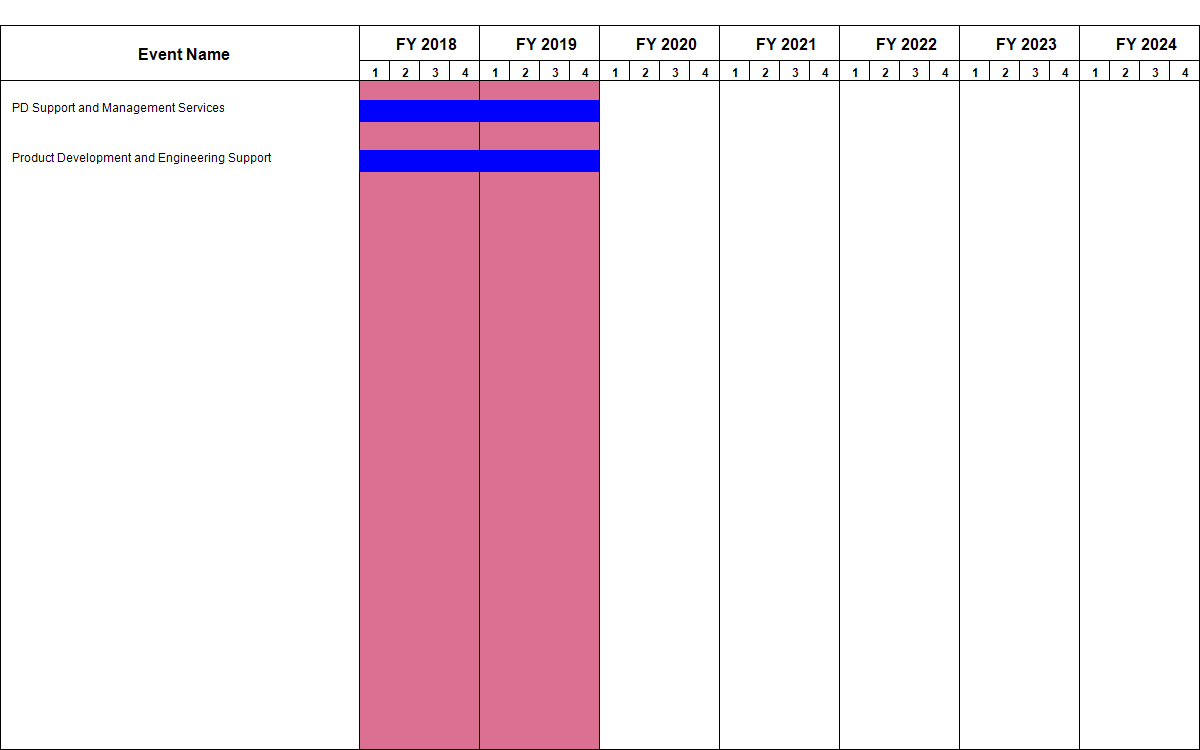 Event Name
FY 2018 FY 2019 FY 2020 FY 2021 FY 2022 FY 2023 FY 2024
1 2 3 4 1 2 3 4 1 2 3 4 1 2 3 4 1 2 3 4 1 2 3 4 1 2 3 4
PD Support and Management Services
Product Development and Engineering Support